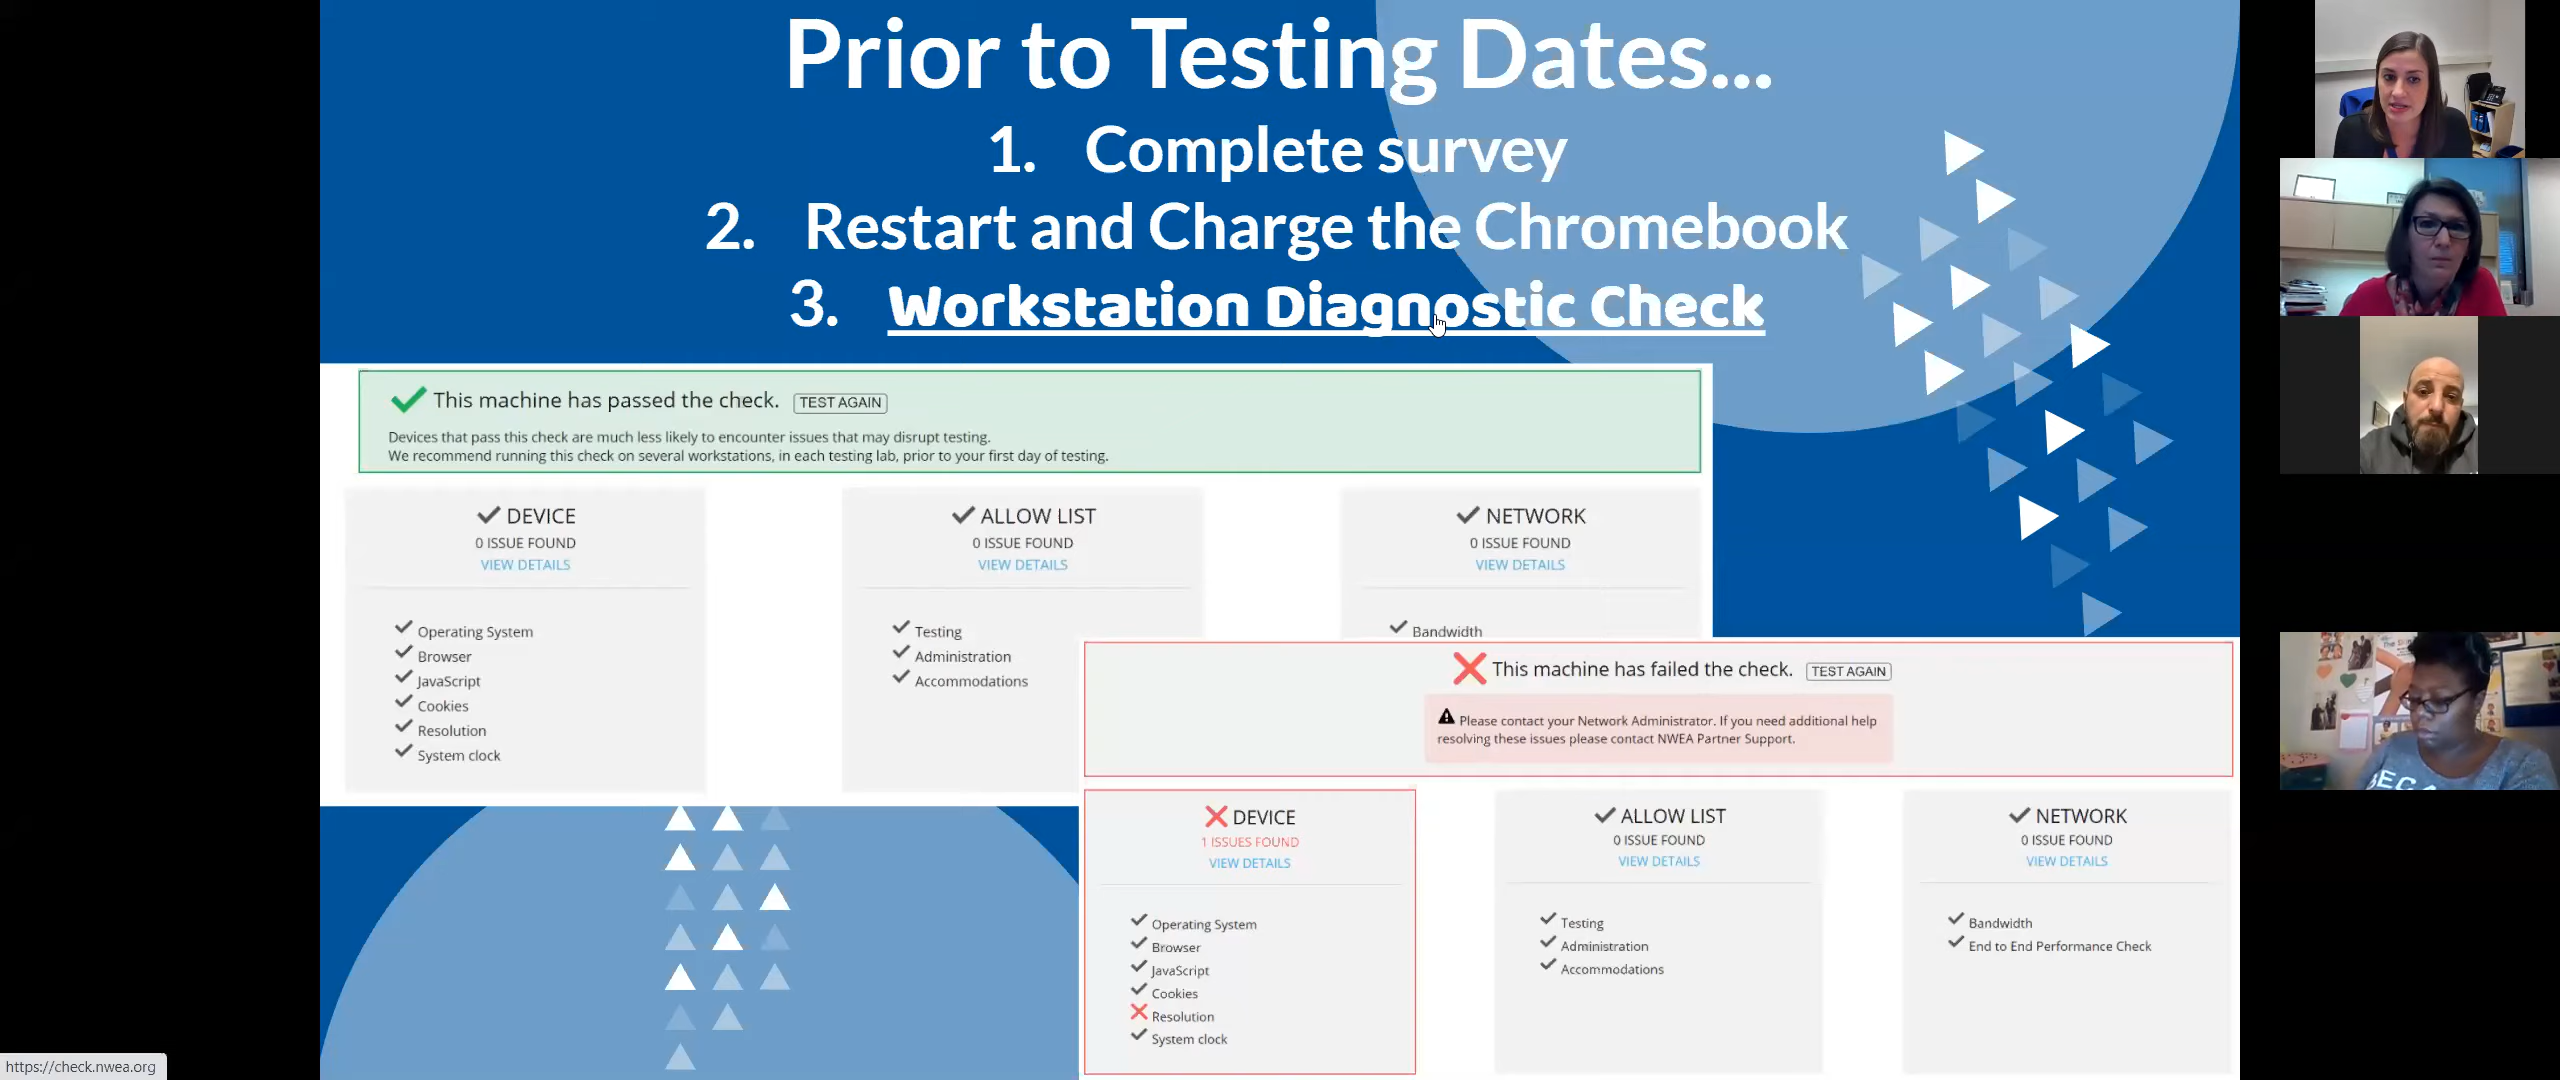 Prior to Testing Dates...
1. Complete survey
2. Restart and Charge the Chromebook
3. Workstation Diagnostic Check
This machine has passed the check. TEST AGAIN
Devices that pass this check are much less likely to encounter issues that may disrupt testing.
We recommend running this check on several workstations, in each testing lab, prior to your first day of testing.
DEVICE
0 ISSUE FOUND
VIEW DETAILS
Operating System
Browser
JavaScript
Cookies
Resolution
System clock
ALLOW LIST
0 ISSUE FOUND
VIEW DETAILS
Testing
Administration
Accommodations
NETWORK
0 ISSUE FOUND
VIEW DETAILS
Bandwidth
This machine has failed the check. TEST AGAIN
Please contact your Network Administrator. If you need additional help
resolving these issues please contact NWEA Partner Support.
DEVICE
1 ISSUES FOUND
VIEW DETAILS
Operating System
Browser
JavaScript
Cookies
Resolution
System clock
ALLOW LIST
0 ISSUE FOUND
VIEW DETAILS
Testing
Administration
Accommodations
NETWORK
0 ISSUE FOUND
VIEW DETAILS
Bandwidth
End to End Performance Check
https://check.nwea.org